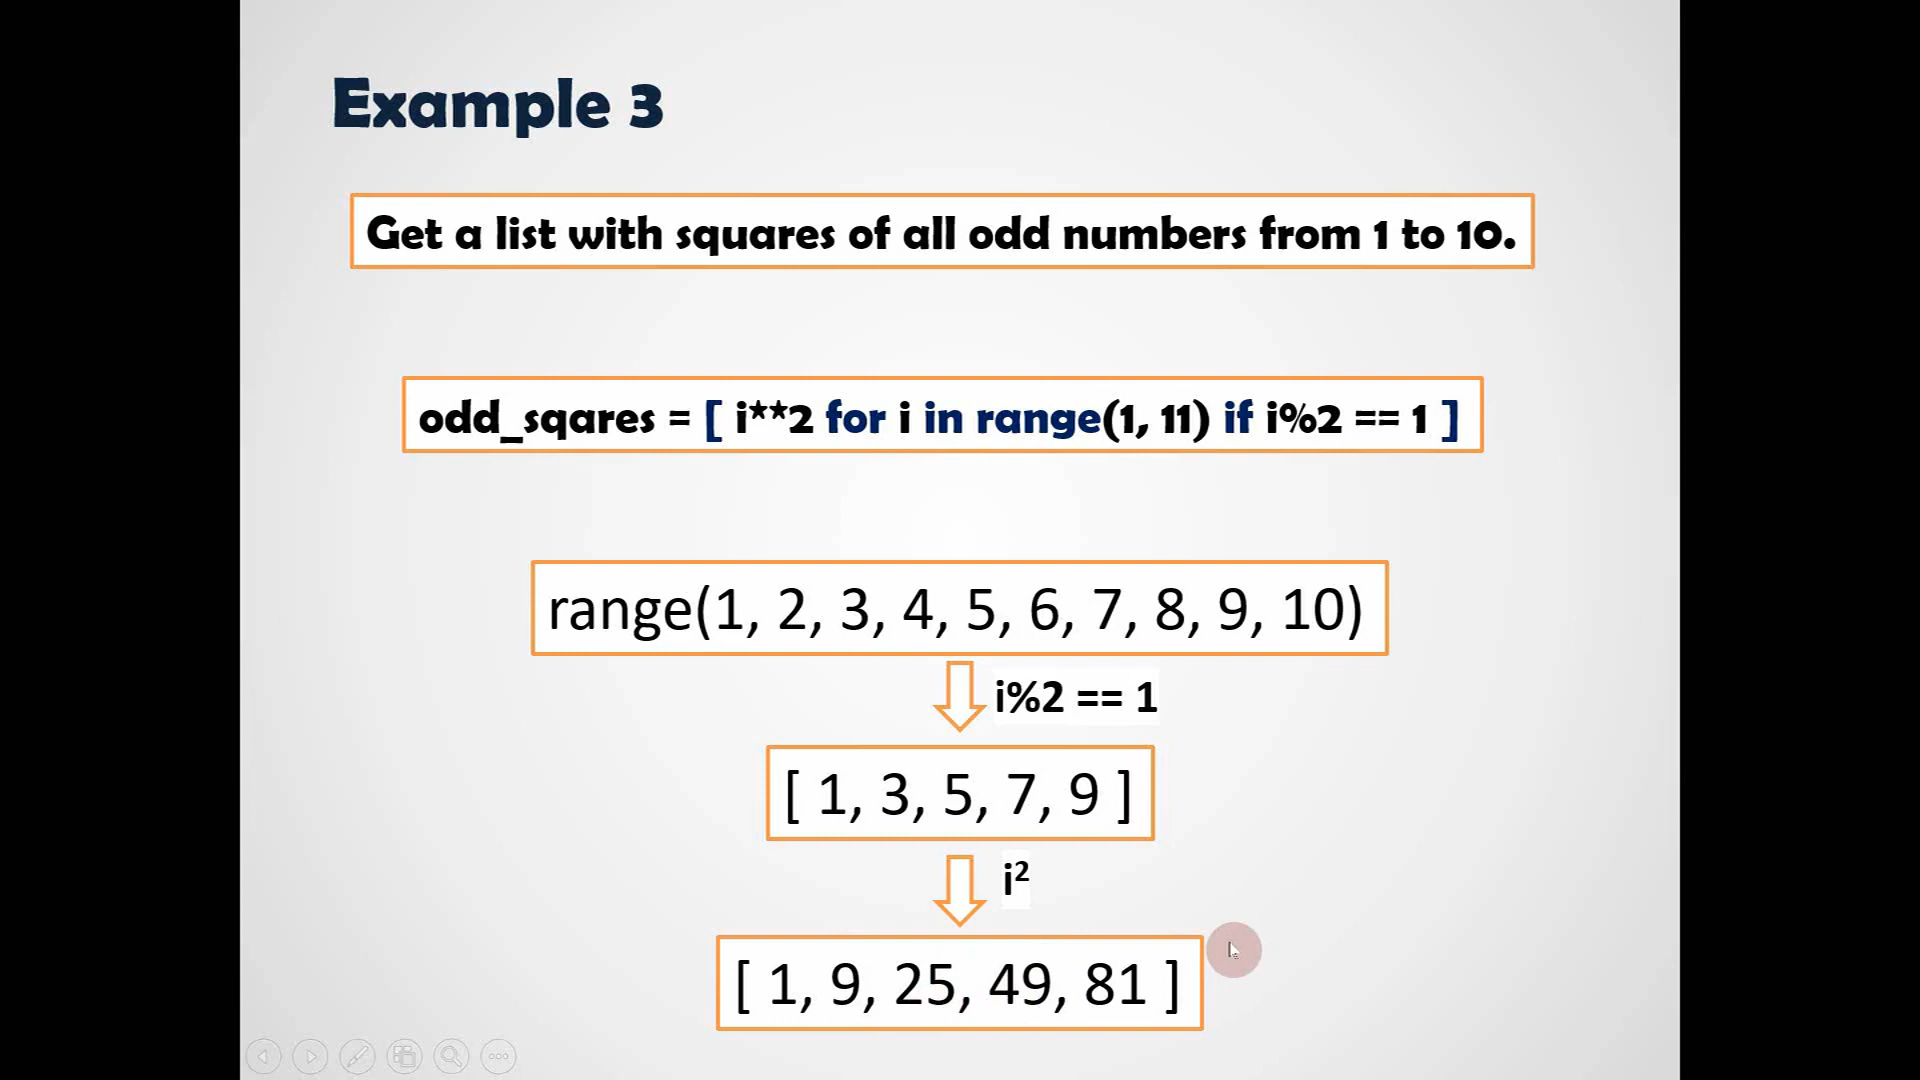 Example 3
Get a list with squares of all odd numbers from 1 to 10.
odd_sqares = [ i**2 for i in range(1, 11) if i%2 == 1 ]
range(1, 2, 3, 4, 5, 6, 7, 8, 9, 10)
i%2 == 1
[ 1, 3, 5, 7, 9 ]
i²
[ 1, 9, 25, 49, 81 ]